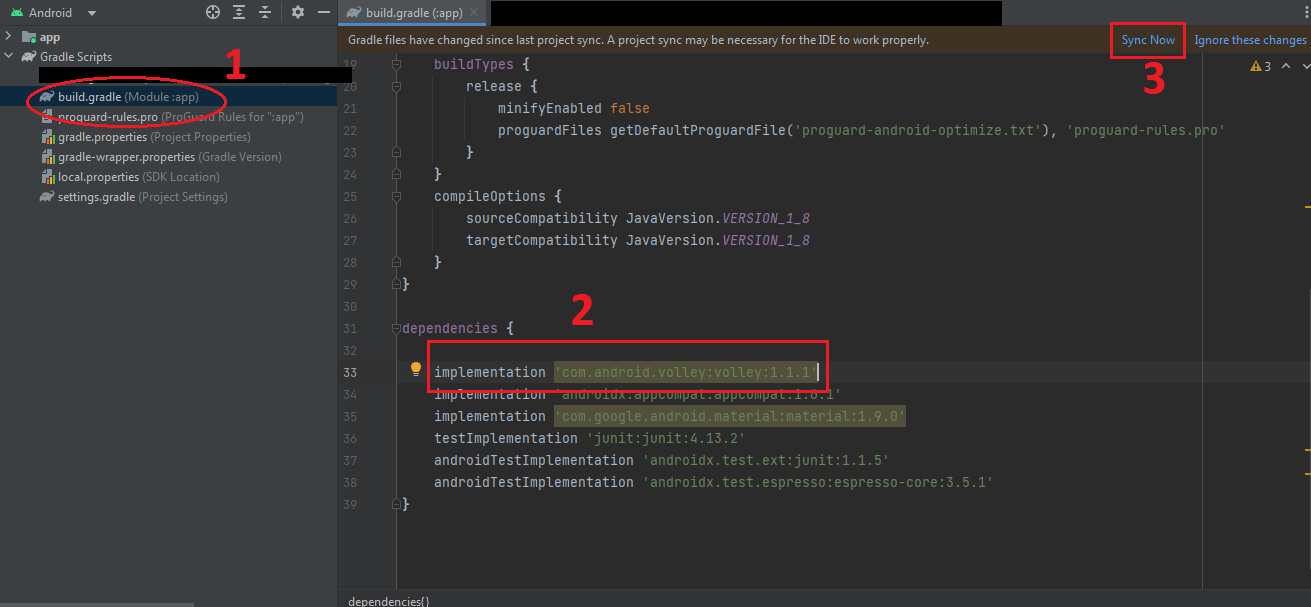 Android
build.gradle (:app)
app
Gradle Scripts
1
build.gradle (Module :app)
proguard-rules.pro (ProGuard Rules for ":app")
gradle.properties (Project Properties)
gradle-wrapper.properties (Gradle Version)
local.properties (SDK Location)
settings.gradle (Project Settings)
Gradle files have changed since last project sync. A project sync may be necessary for the IDE to work properly.
Sync Now
Ignore these changes
3
3
19 buildTypes {
20 release {
21 minifyEnabled false
22 proguardFiles getDefaultProguardFile('proguard-android-optimize.txt'), 'proguard-rules.pro'
23 }
24 }
25 compileOptions {
26 sourceCompatibility JavaVersion.VERSION_1_8
27 targetCompatibility JavaVersion.VERSION_1_8
28 }
29 }
30
2
31 dependencies {
32
33 implementation 'com.android.volley:volley:1.1.1'
34 implementation 'androidx.appcompat:appcompat:1.6.1'
35 implementation 'com.google.android.material:material:1.9.0'
36 testImplementation 'junit:junit:4.13.2'
37 androidTestImplementation 'androidx.test.ext:junit:1.1.5'
38 androidTestImplementation 'androidx.test.espresso:espresso-core:3.5.1'
39 }
dependencies{}